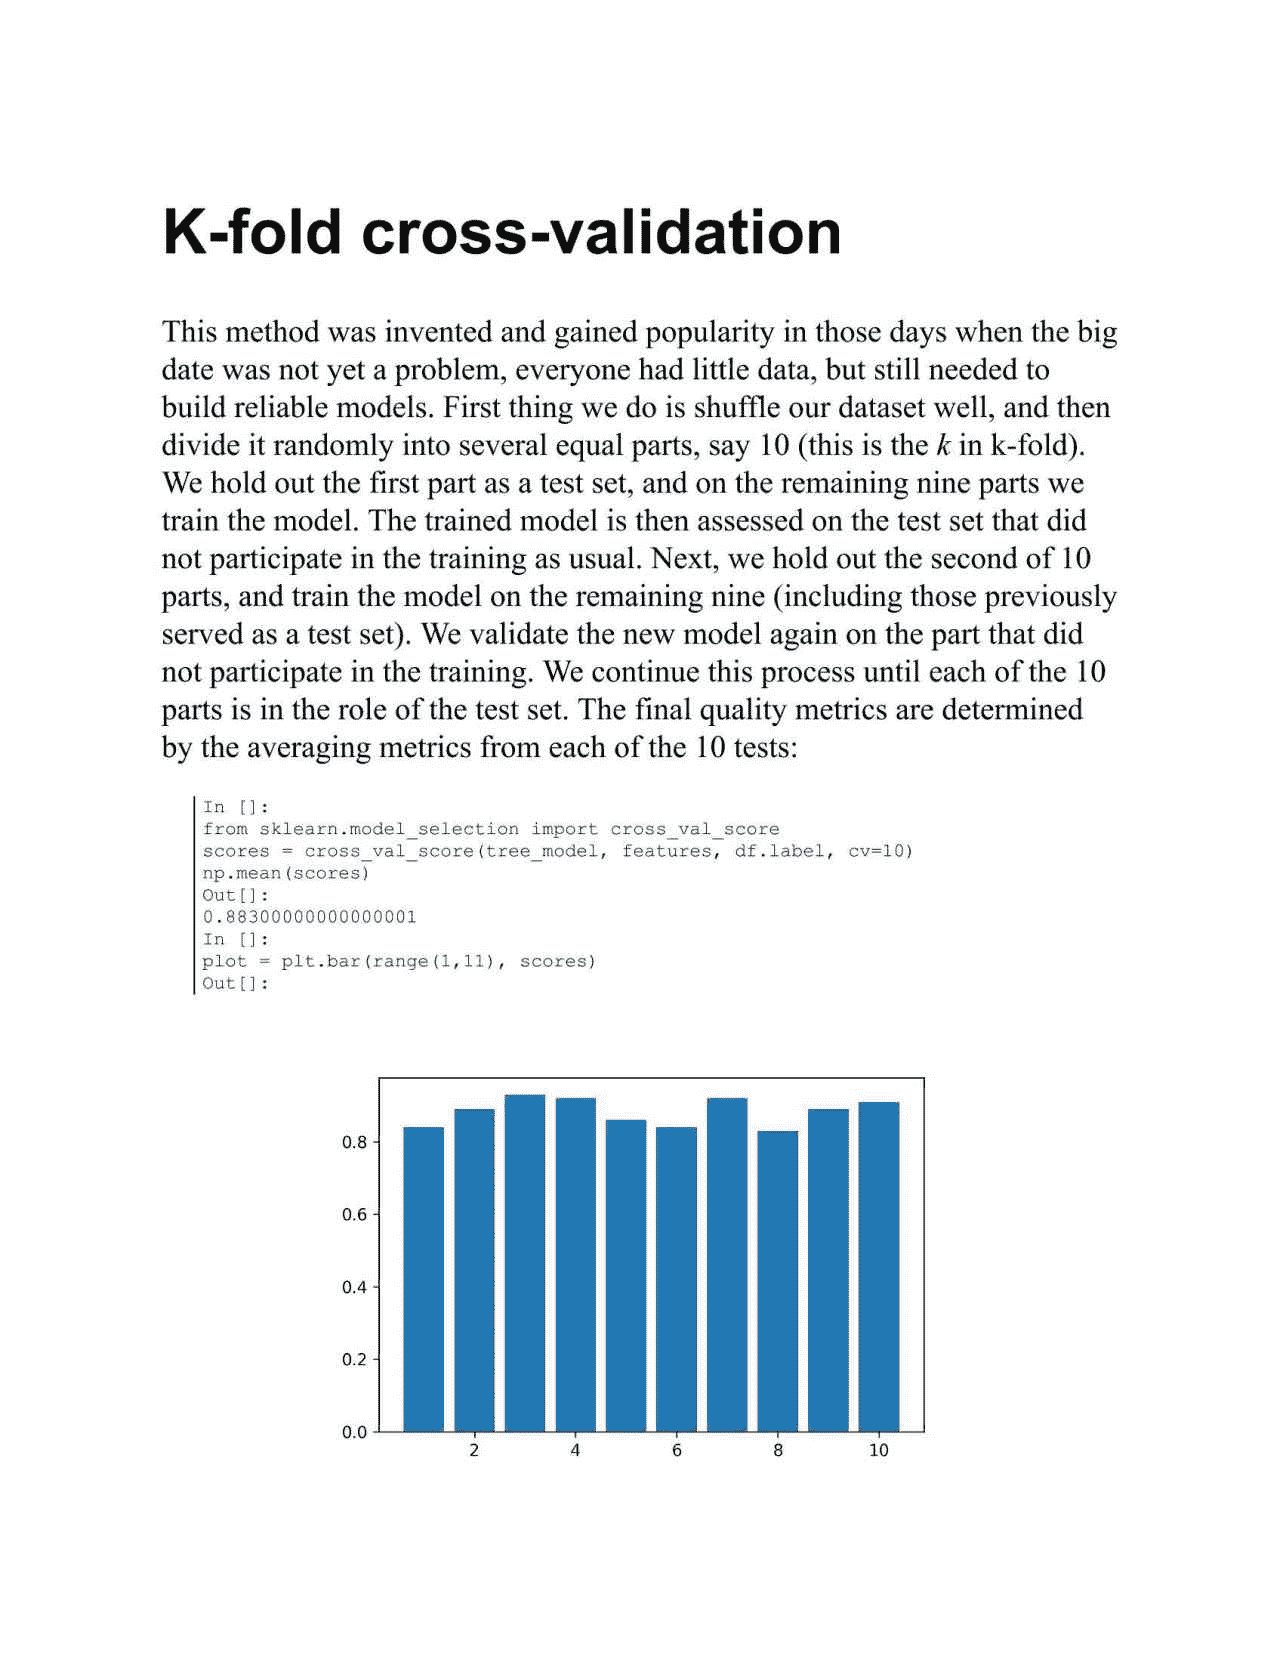 K-fold cross-validation
This method was invented and gained popularity in those days when the big
date was not yet a problem, everyone had little data, but still needed to
build reliable models. First thing we do is shuffle our dataset well, and then
divide it randomly into several equal parts, say 10 (this is the k in k-fold).
We hold out the first part as a test set, and on the remaining nine parts we
train the model. The trained model is then assessed on the test set that did
not participate in the training as usual. Next, we hold out the second of 10
parts, and train the model on the remaining nine (including those previously
served as a test set). We validate the new model again on the part that did
not participate in the training. We continue this process until each of the 10
parts is in the role of the test set. The final quality metrics are determined
by the averaging metrics from each of the 10 tests:
In []:
from sklearn.model_selection import cross_val_score
scores = cross_val_score(tree_model, features, df.label, cv=10)
np.mean(scores)
Out[]:
0.88300000000000001
In []:
plot = plt.bar(range(1,11), scores)
Out[]:
0.8
0.6
0.4
0.2
0.0
2 4 6 8 10